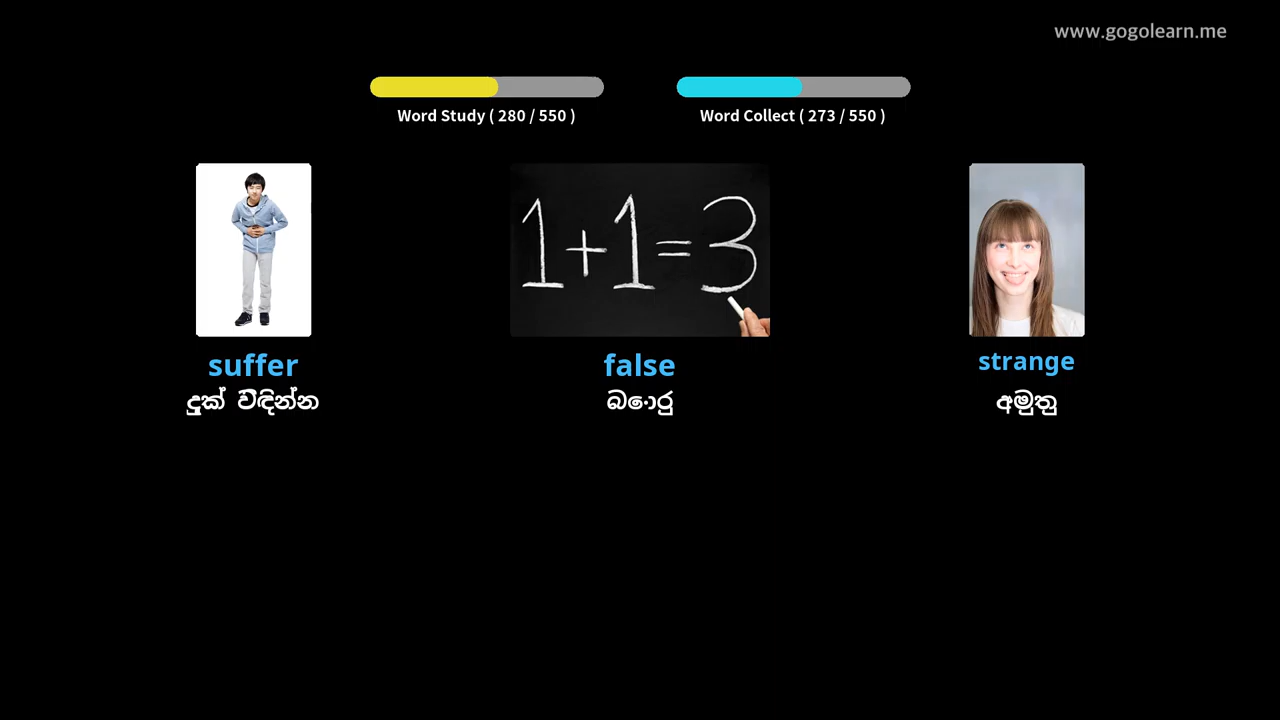 www.gogolearn.me
Word Study ( 280 / 550 )
Word Collect ( 273 / 550 )
1+1=3
suffer
දුක් විඳින්න
false
බොරු
strange
අමුතු